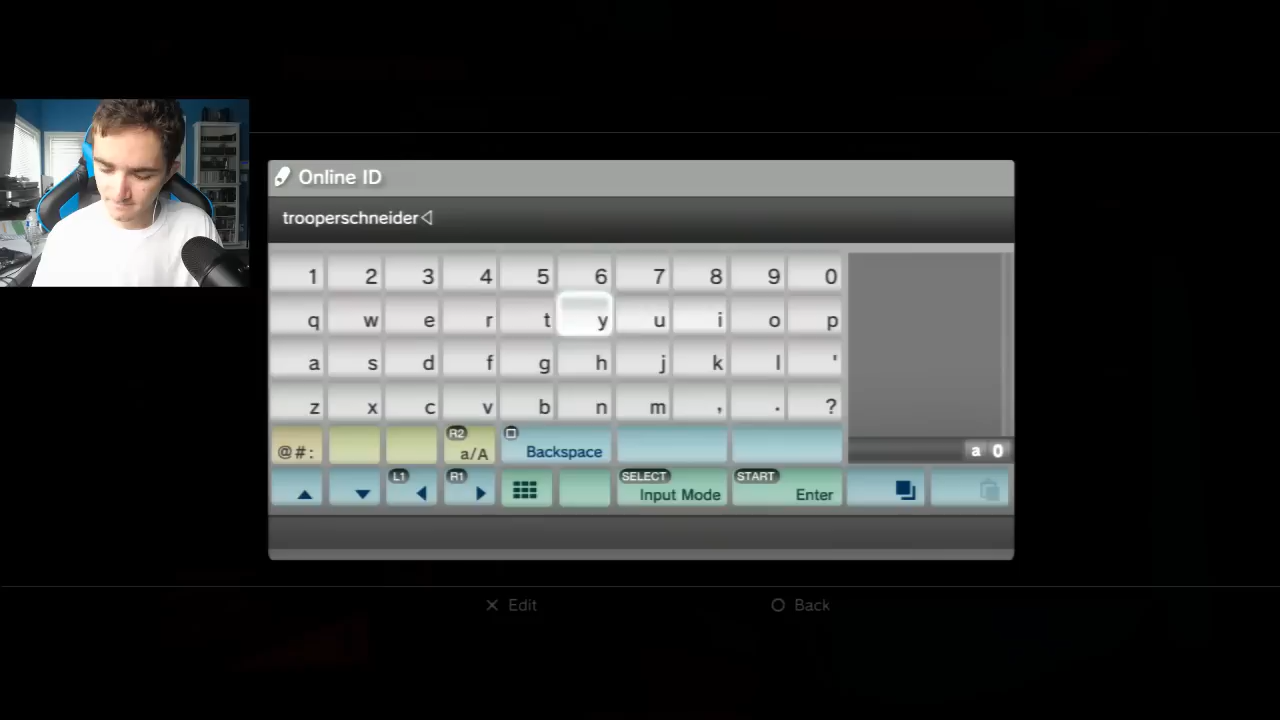 Online ID
trooperschneider
1 2 3 4 5 6 7 8 9 0
q w e r t y u i o p
a s d f g h j k l '
z x c v b n m , . ?
@#: R2 a/A Backspace a 0
L1 R1 SELECT Input Mode START Enter
Edit Back